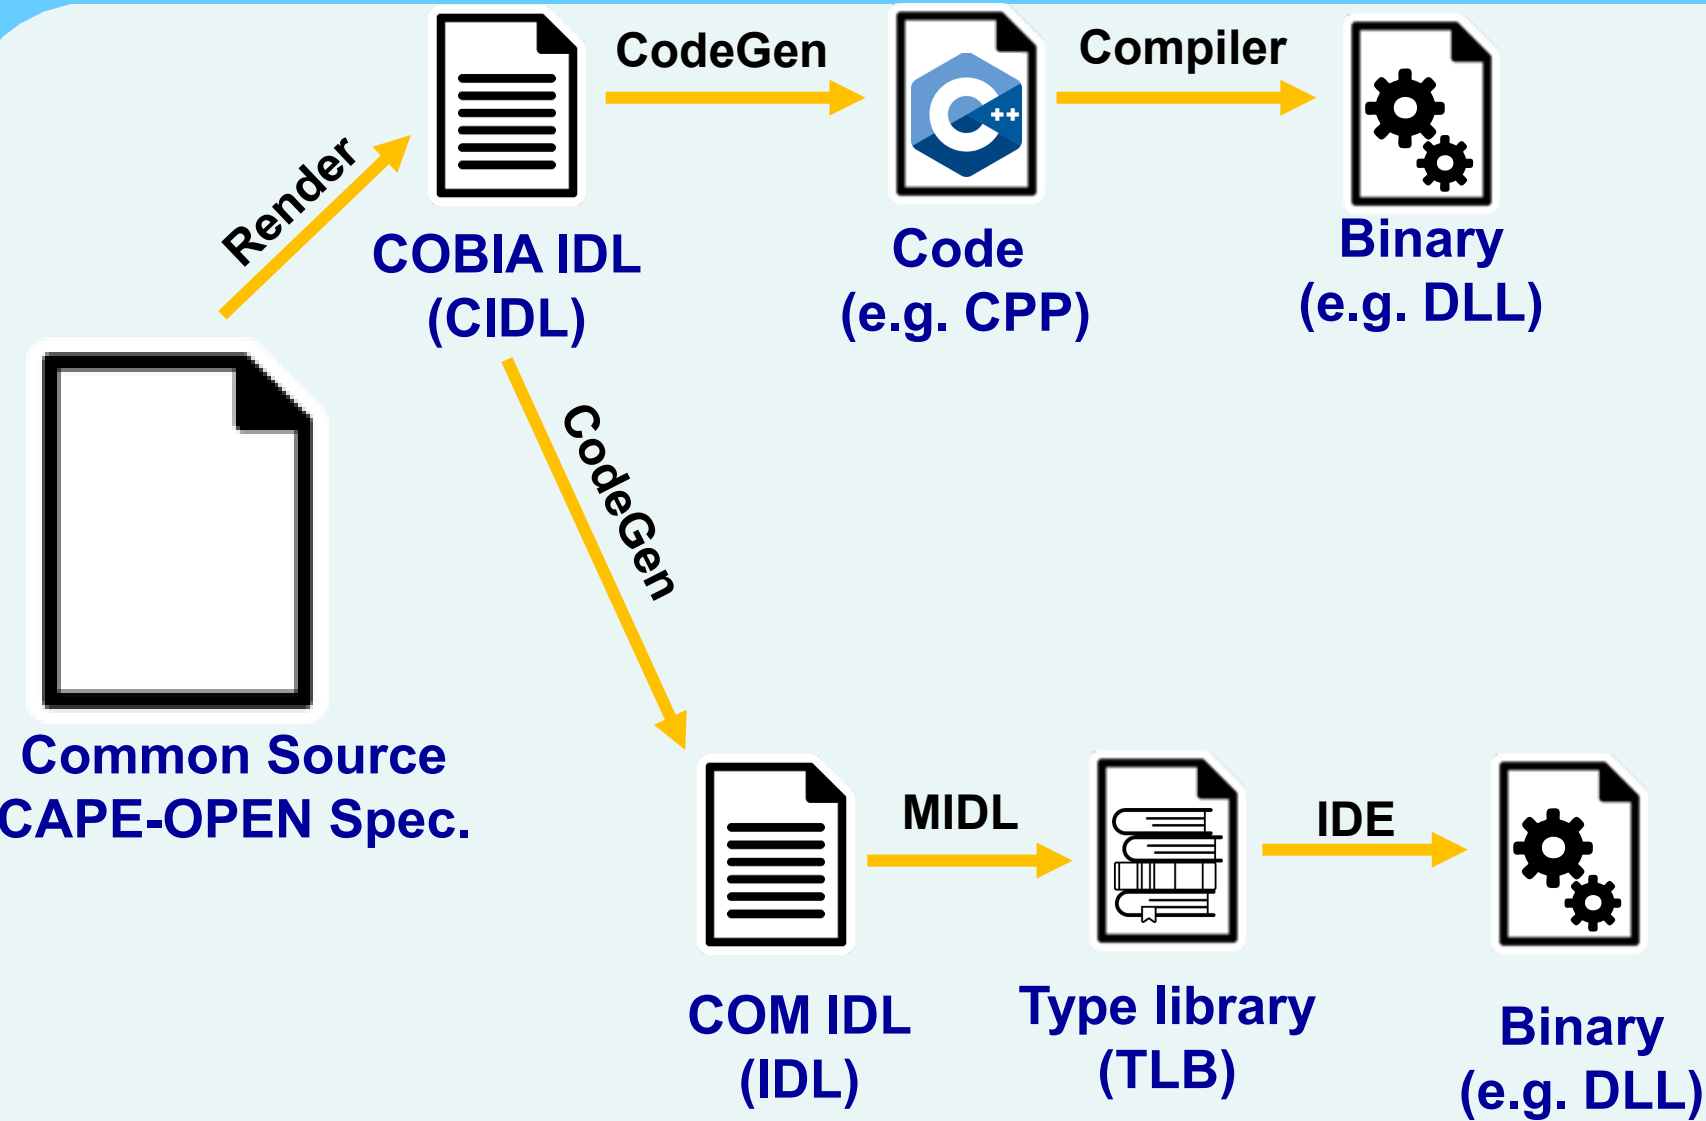 CodeGen
Compiler
Render
COBIA IDL
(CIDL)
C++
Code
(e.g. CPP)
Binary
(e.g. DLL)
CodeGen
Common Source
CAPE-OPEN Spec.
MIDL
IDE
COM IDL
(IDL)
Type library
(TLB)
Binary
(e.g. DLL)